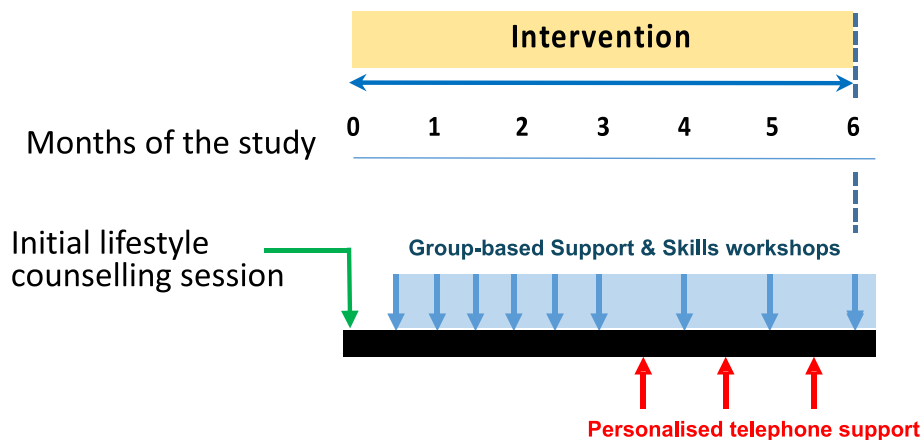 Intervention
Months of the study
0 1 2 3 4 5 6
Initial lifestyle
counselling session
Group-based Support & Skills workshops
Personalised telephone support